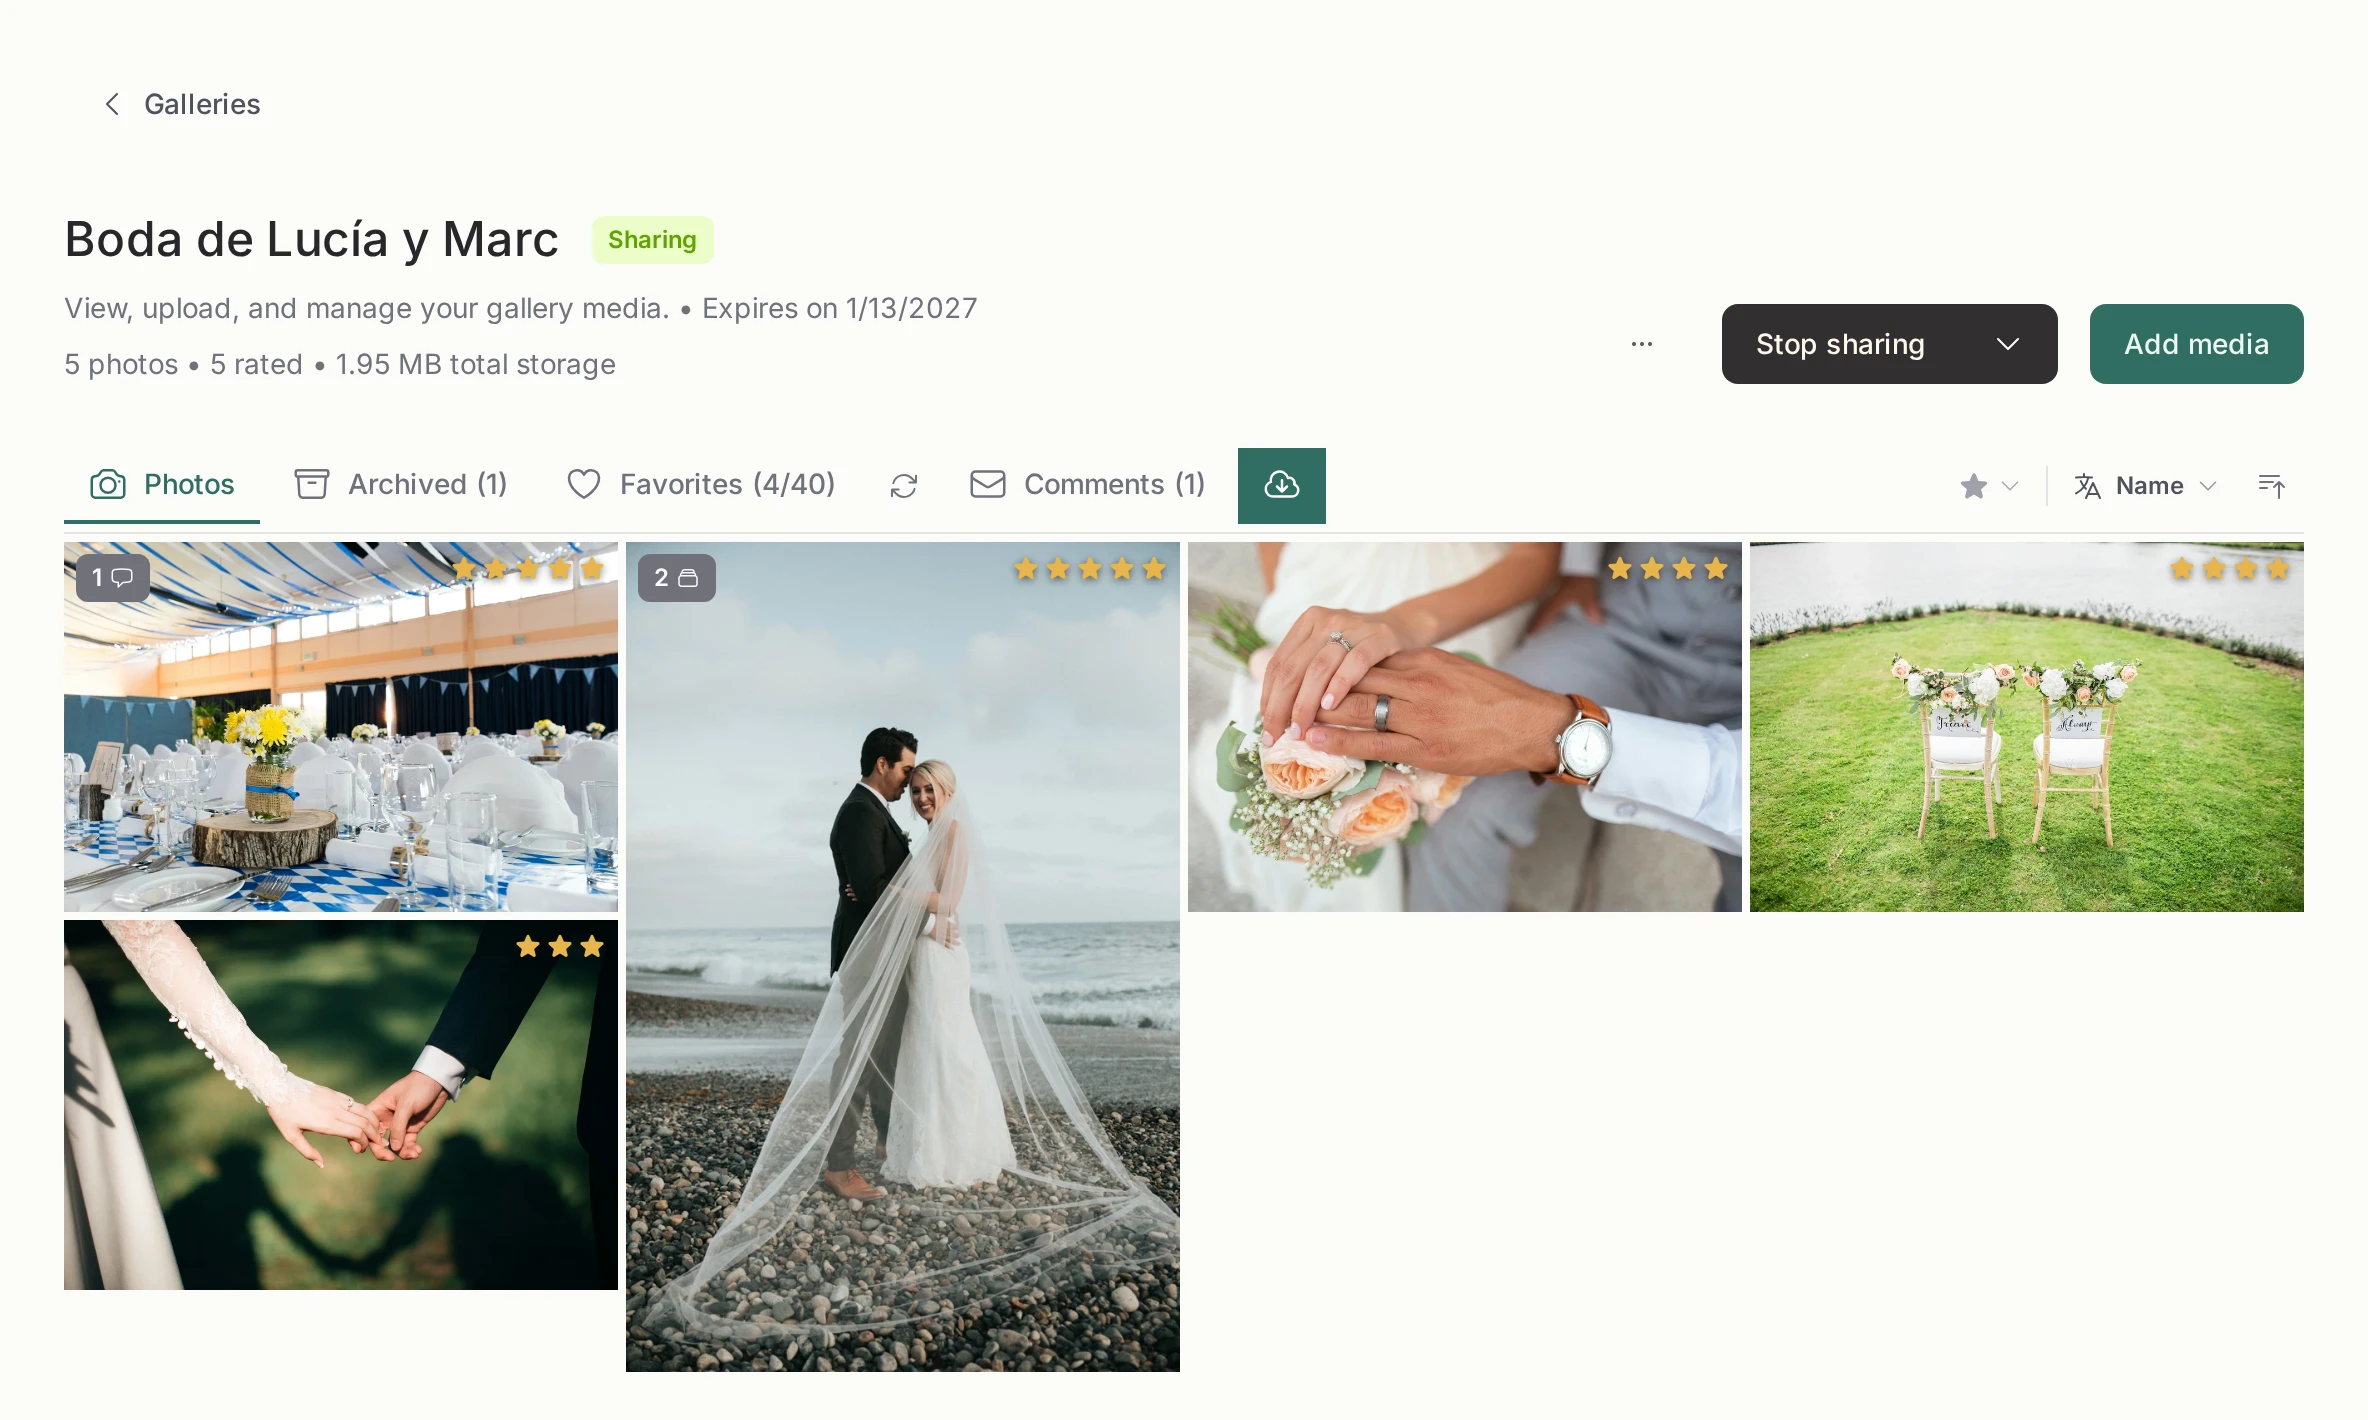 Galleries
Boda de Lucía y Marc
Sharing
View, upload, and manage your gallery media. • Expires on 1/13/2027
5 photos • 5 rated • 1.95 MB total storage
Stop sharing
Add media
Photos
Archived (1)
Favorites (4/40)
Comments (1)
Name
1
2
Always